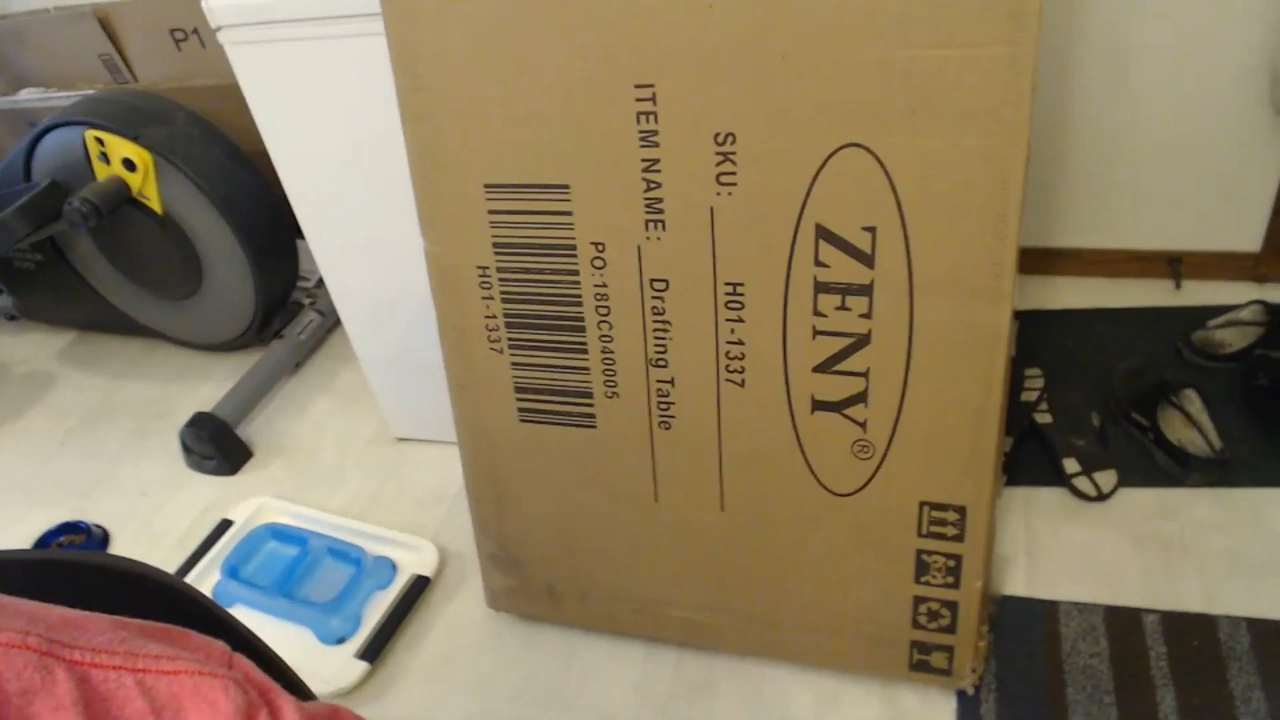 ZENY®
SKU: H01-1337
ITEM NAME: Drafting Table
PO:18DC040005
H01-1337
P1